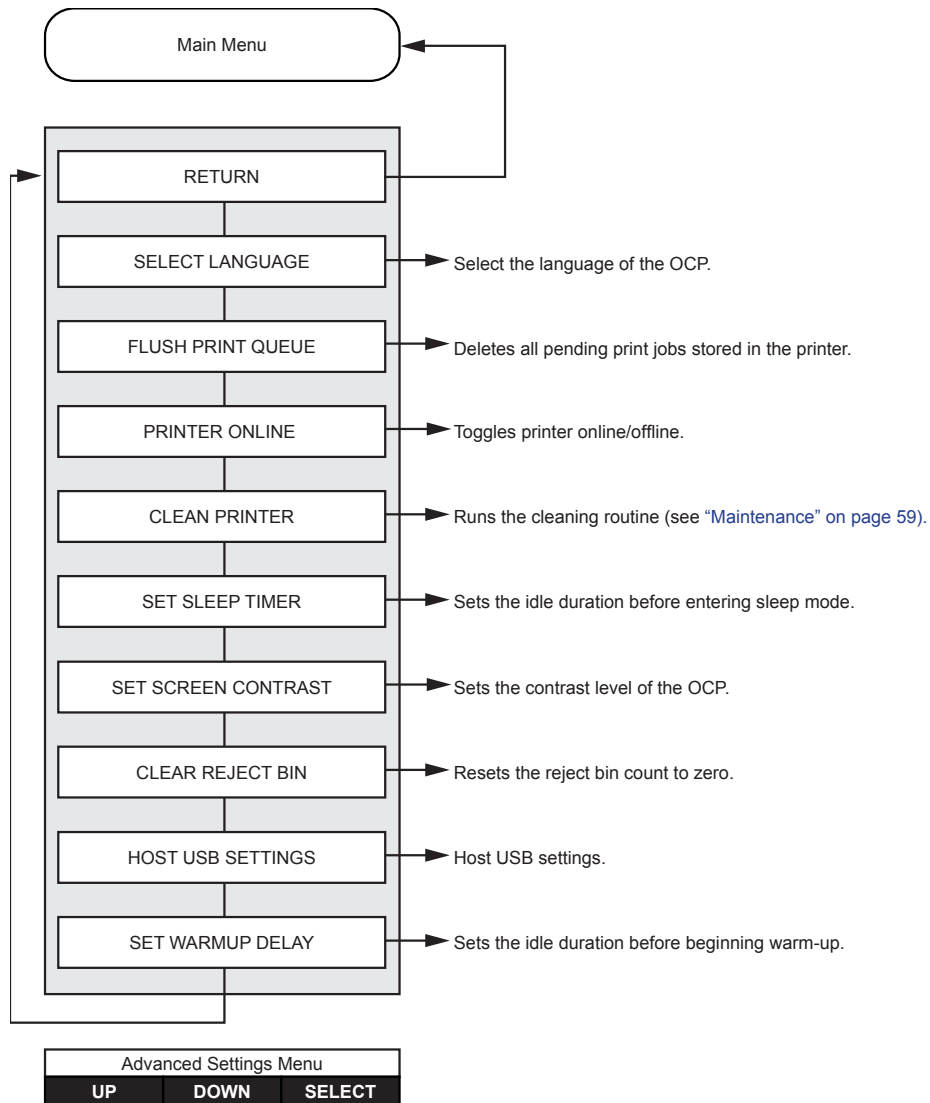 Main Menu
RETURN
SELECT LANGUAGE
Select the language of the OCP.
FLUSH PRINT QUEUE
Deletes all pending print jobs stored in the printer.
PRINTER ONLINE
Toggles printer online/offline.
CLEAN PRINTER
Runs the cleaning routine (see “Maintenance” on page 59).
SET SLEEP TIMER
Sets the idle duration before entering sleep mode.
SET SCREEN CONTRAST
Sets the contrast level of the OCP.
CLEAR REJECT BIN
Resets the reject bin count to zero.
HOST USB SETTINGS
Host USB settings.
SET WARMUP DELAY
Sets the idle duration before beginning warm-up.
Advanced Settings Menu
UP DOWN SELECT